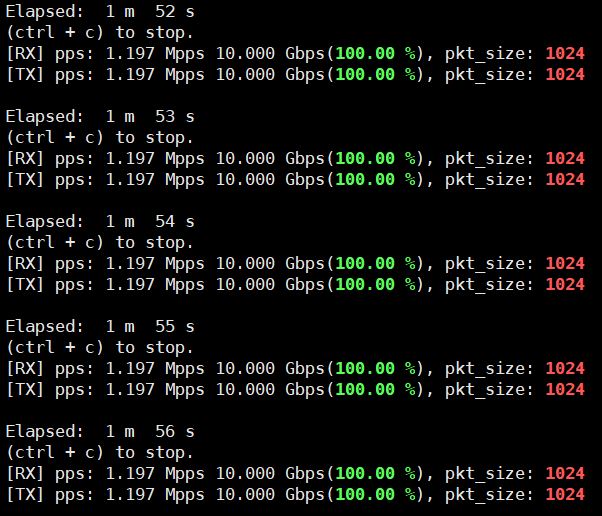 Elapsed:  1 m  52 s
(ctrl + c) to stop.
[RX] pps: 1.197 Mpps 10.000 Gbps(100.00 %), pkt_size: 1024
[TX] pps: 1.197 Mpps 10.000 Gbps(100.00 %), pkt_size: 1024

Elapsed:  1 m  53 s
(ctrl + c) to stop.
[RX] pps: 1.197 Mpps 10.000 Gbps(100.00 %), pkt_size: 1024
[TX] pps: 1.197 Mpps 10.000 Gbps(100.00 %), pkt_size: 1024

Elapsed:  1 m  54 s
(ctrl + c) to stop.
[RX] pps: 1.197 Mpps 10.000 Gbps(100.00 %), pkt_size: 1024
[TX] pps: 1.197 Mpps 10.000 Gbps(100.00 %), pkt_size: 1024

Elapsed:  1 m  55 s
(ctrl + c) to stop.
[RX] pps: 1.197 Mpps 10.000 Gbps(100.00 %), pkt_size: 1024
[TX] pps: 1.197 Mpps 10.000 Gbps(100.00 %), pkt_size: 1024

Elapsed:  1 m  56 s
(ctrl + c) to stop.
[RX] pps: 1.197 Mpps 10.000 Gbps(100.00 %), pkt_size: 1024
[TX] pps: 1.197 Mpps 10.000 Gbps(100.00 %), pkt_size: 1024